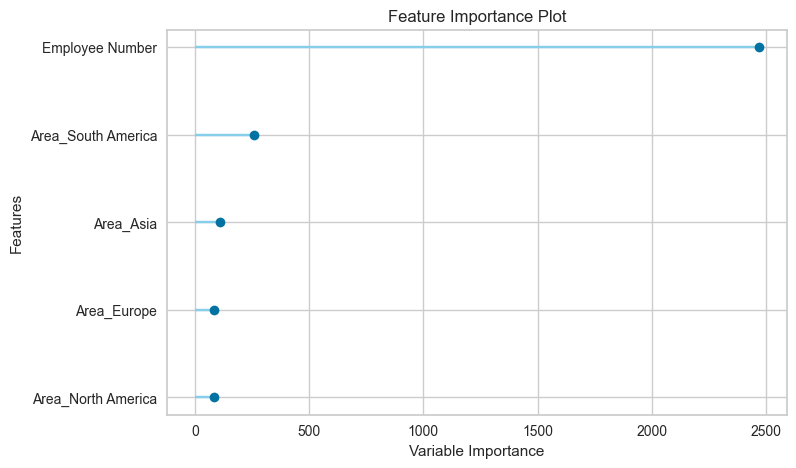 Feature Importance Plot
Employee Number
Area_South America
Area_Asia
Area_Europe
Area_North America
Features
0 500 1000 1500 2000 2500
Variable Importance